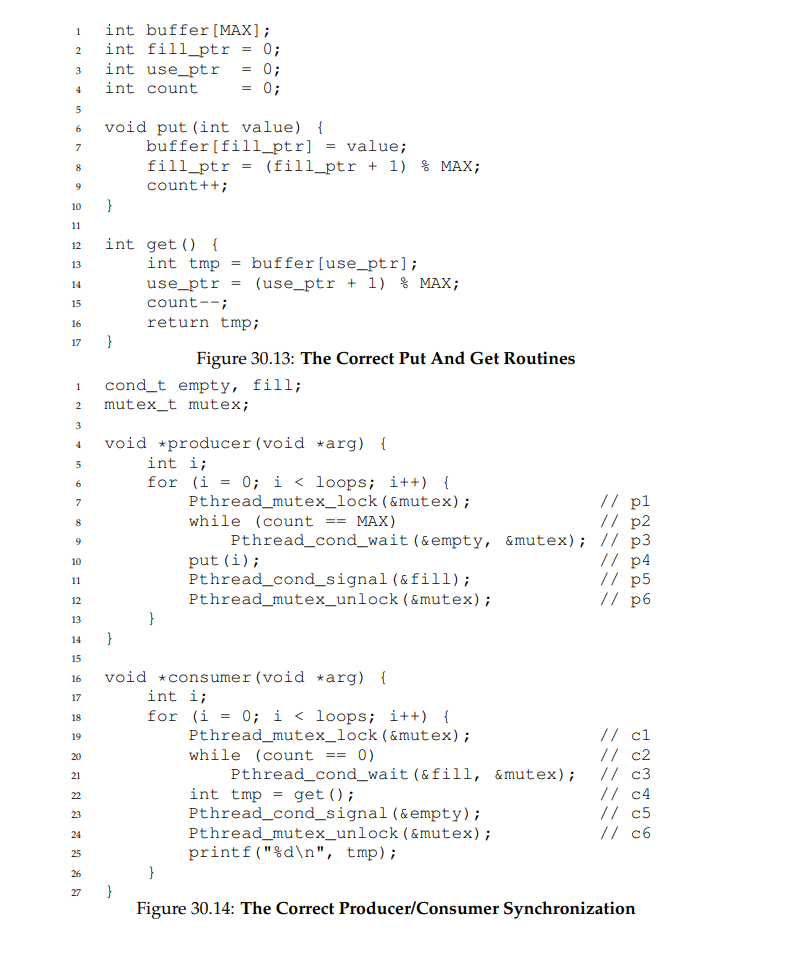 1 int buffer[MAX];
2 int fill_ptr = 0;
3 int use_ptr  = 0;
4 int count    = 0;
5
6 void put(int value) {
7     buffer[fill_ptr] = value;
8     fill_ptr = (fill_ptr + 1) % MAX;
9     count++;
10 }
11
12 int get() {
13     int tmp = buffer[use_ptr];
14     use_ptr = (use_ptr + 1) % MAX;
15     count--;
16     return tmp;
17 }
Figure 30.13: The Correct Put And Get Routines
1 cond_t empty, fill;
2 mutex_t mutex;
3
4 void *producer(void *arg) {
5     int i;
6     for (i = 0; i < loops; i++) {
7         Pthread_mutex_lock(&mutex);            // p1
8         while (count == MAX)                   // p2
9             Pthread_cond_wait(&empty, &mutex); // p3
10         put(i);                                // p4
11         Pthread_cond_signal(&fill);            // p5
12         Pthread_mutex_unlock(&mutex);          // p6
13     }
14 }
15
16 void *consumer(void *arg) {
17     int i;
18     for (i = 0; i < loops; i++) {
19         Pthread_mutex_lock(&mutex);            // c1
20         while (count == 0)                     // c2
21             Pthread_cond_wait(&fill, &mutex);  // c3
22         int tmp = get();                       // c4
23         Pthread_cond_signal(&empty);           // c5
24         Pthread_mutex_unlock(&mutex);          // c6
25         printf("%d\n", tmp);
26     }
27 }
Figure 30.14: The Correct Producer/Consumer Synchronization